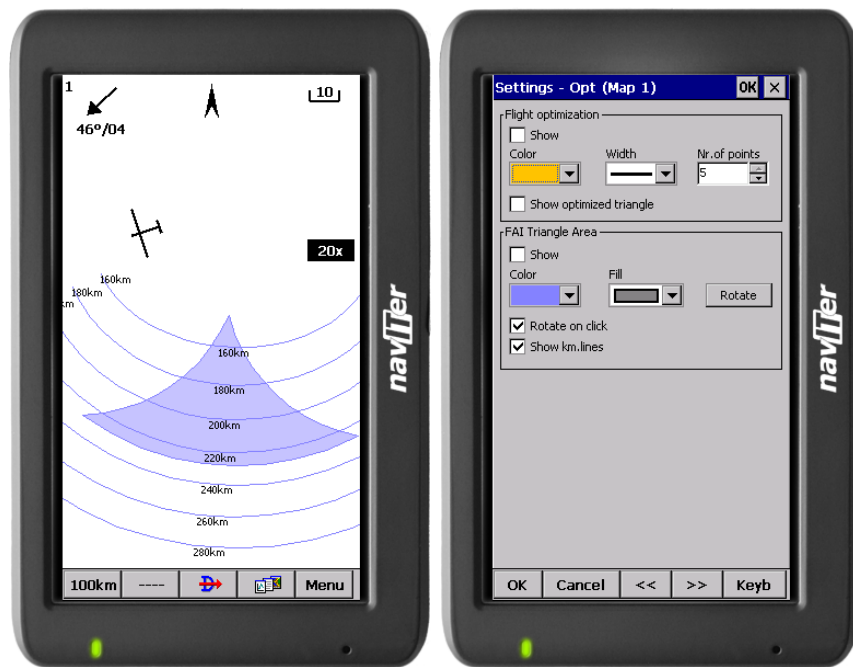 1
10
46°/04
20x
160km
180km
km
160km
180km
200km
220km
240km
260km
280km
100km
----
Menu
naviter
Settings - Opt (Map 1)
OK
Flight optimization
Show
Color
Width
Nr.of points
5
Show optimized triangle
FAI Triangle Area
Show
Color
Fill
Rotate
Rotate on click
Show km.lines
OK
Cancel
<<
>>
Keyb
naviter